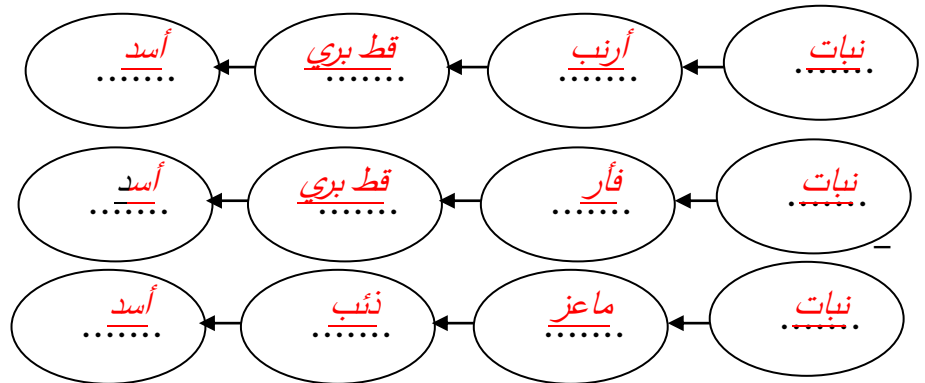 نبات أرنب قط بري أسد
نبات فأر قط بري أسد
نبات ماعز ذئب أسد